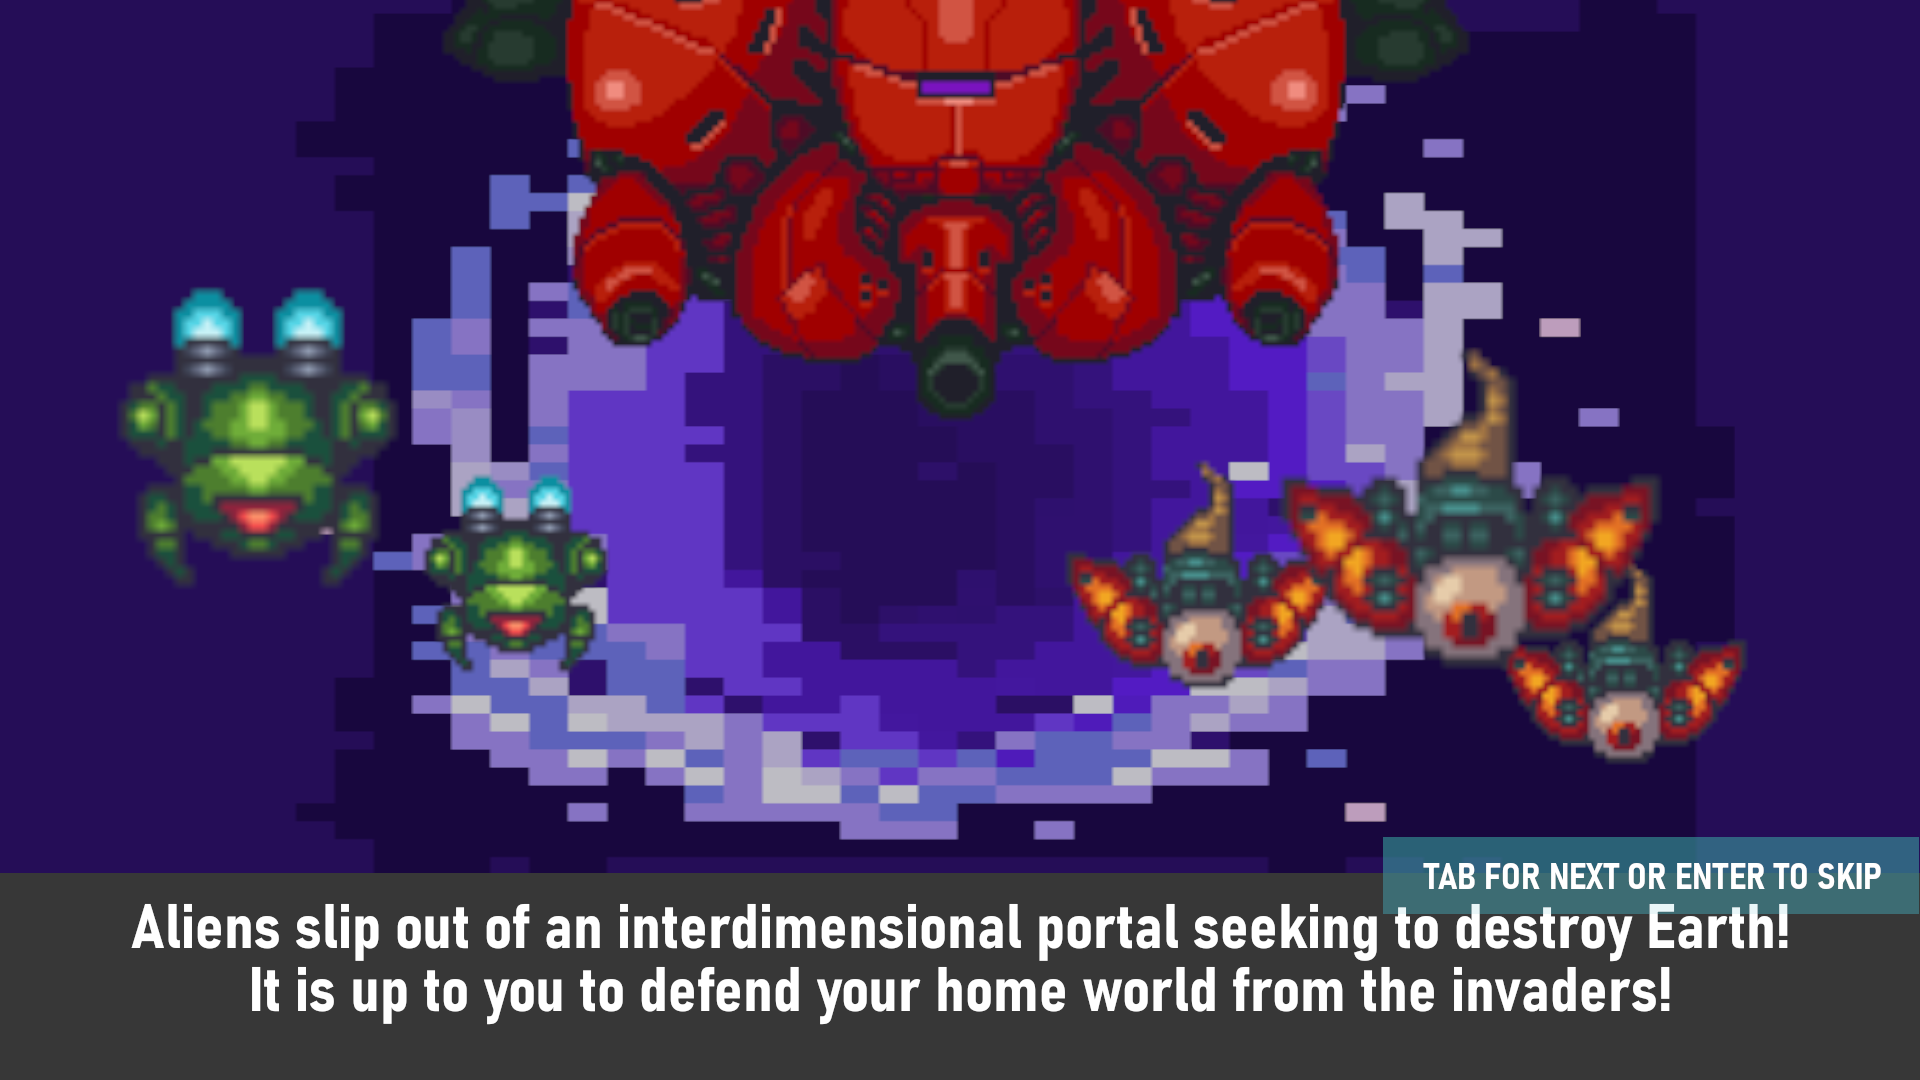 TAB FOR NEXT OR ENTER TO SKIP
Aliens slip out of an interdimensional portal seeking to destroy Earth!
It is up to you to defend your home world from the invaders!